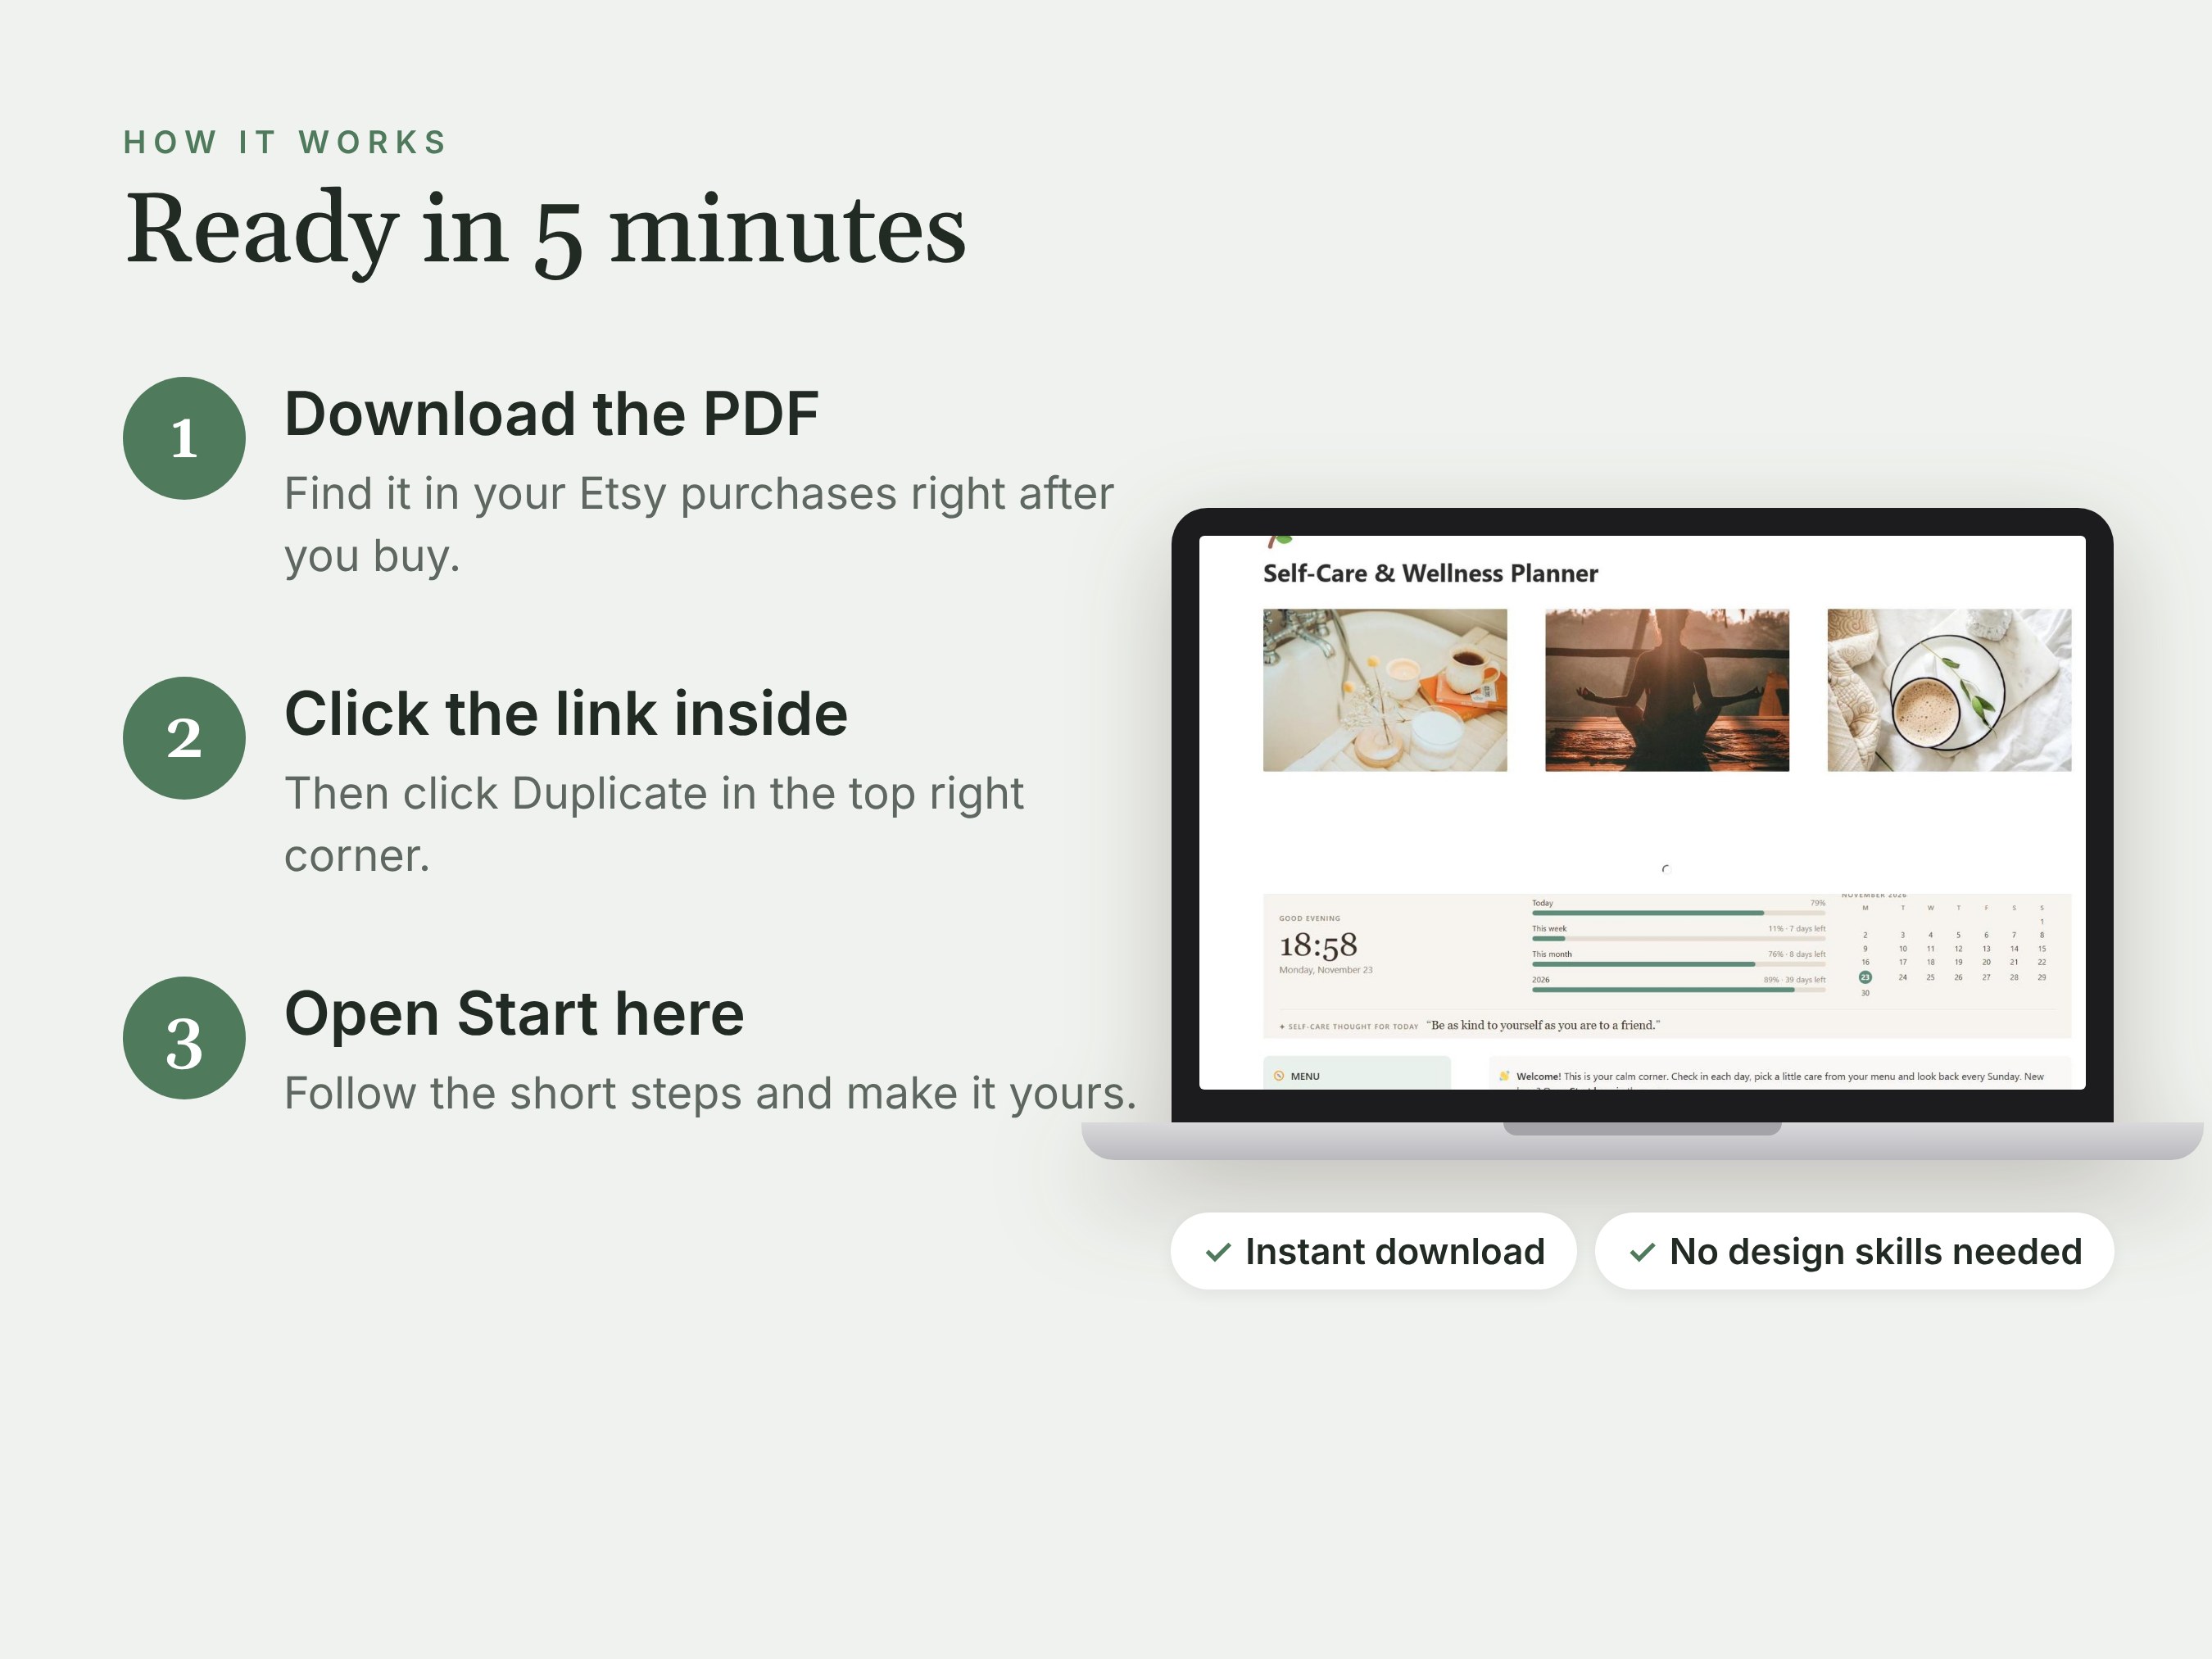 HOW IT WORKS
Ready in 5 minutes
1
Download the PDF
Find it in your Etsy purchases right after
you buy.
2
Click the link inside
Then click Duplicate in the top right
corner.
3
Open Start here
Follow the short steps and make it yours.
Self-Care & Wellness Planner
GOOD EVENING
18:58
Monday, November 23
Today 79%
This week 11% · 7 days left
This month 76% · 8 days left
2026 89% · 39 days left
NOVEMBER 2026
M T W T F S S
1
2 3 4 5 6 7 8
9 10 11 12 13 14 15
16 17 18 19 20 21 22
23 24 25 26 27 28 29
30
✦ SELF-CARE THOUGHT FOR TODAY “Be as kind to yourself as you are to a friend.”
MENU
Welcome! This is your calm corner. Check in each day, pick a little care from your menu and look back every Sunday. New
✓ Instant download
✓ No design skills needed